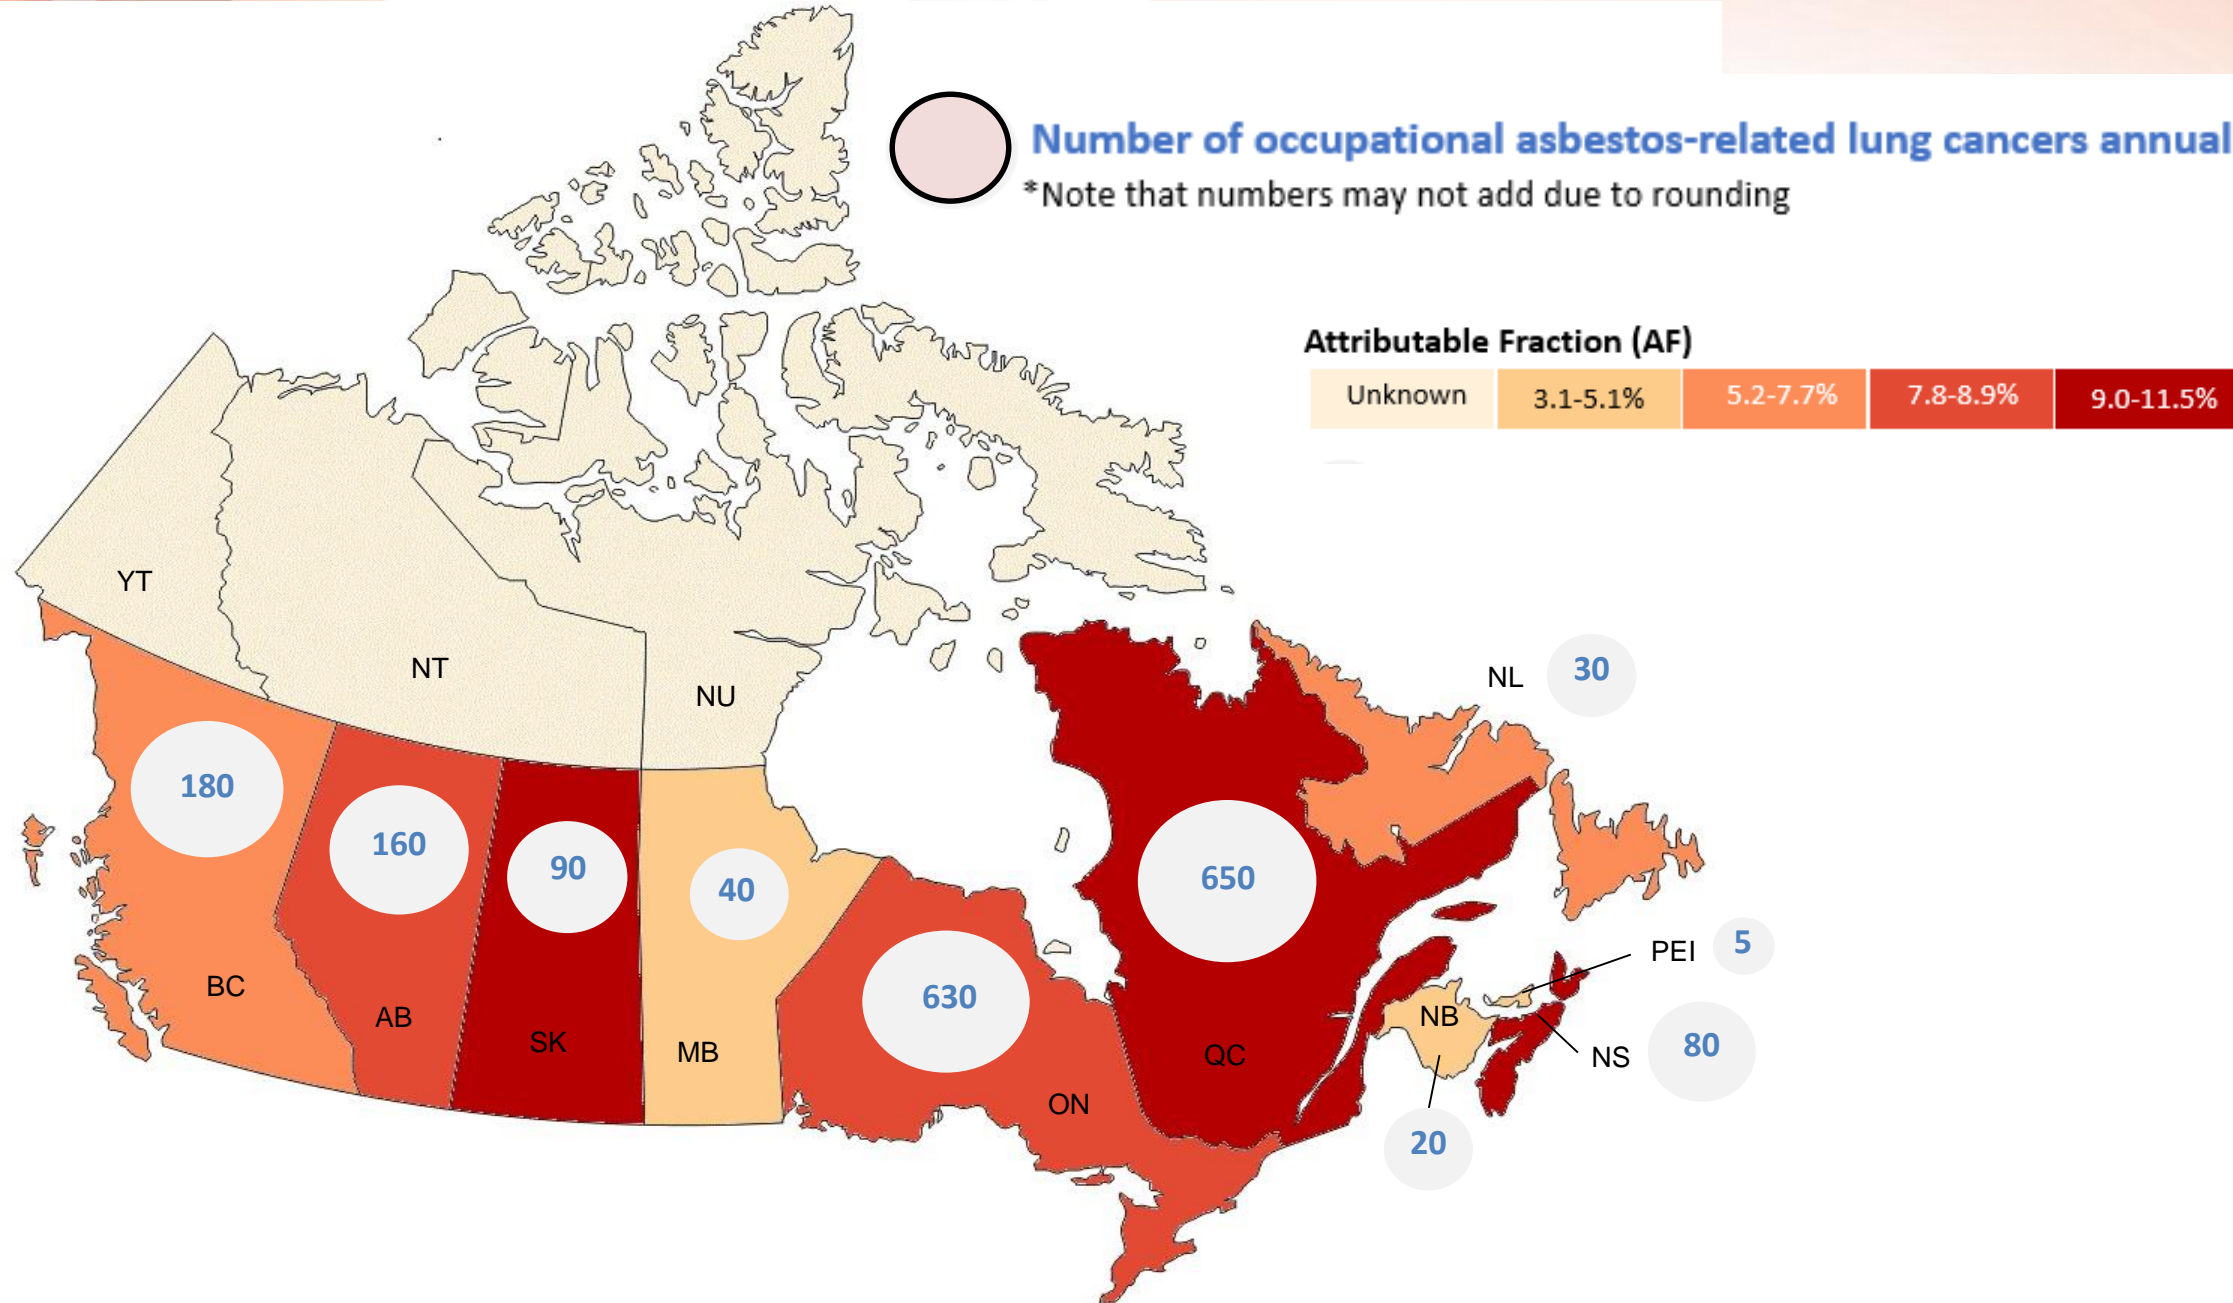 Number of occupational asbestos-related lung cancers annual
*Note that numbers may not add due to rounding
Attributable Fraction (AF)
Unknown 3.1-5.1% 5.2-7.7% 7.8-8.9% 9.0-11.5%
YT
NT
NU
NL 30
180
160
90
40
650
630
BC
AB
SK
MB
ON
QC
NB
PEI 5
NS 80
20